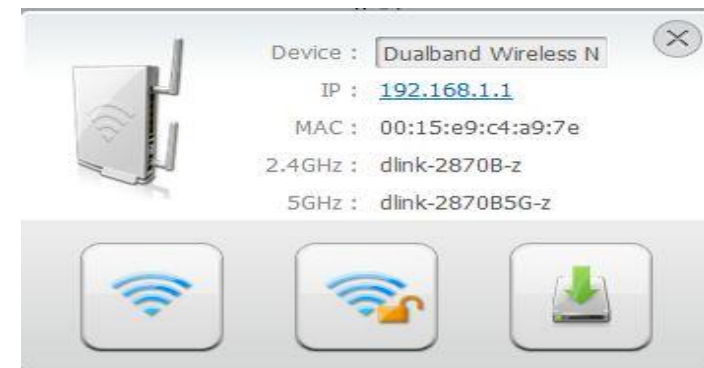 Device : Dualband Wireless N
IP : 192.168.1.1
MAC : 00:15:e9:c4:a9:7e
2.4GHz : dlink-2870B-z
5GHz : dlink-2870B5G-z